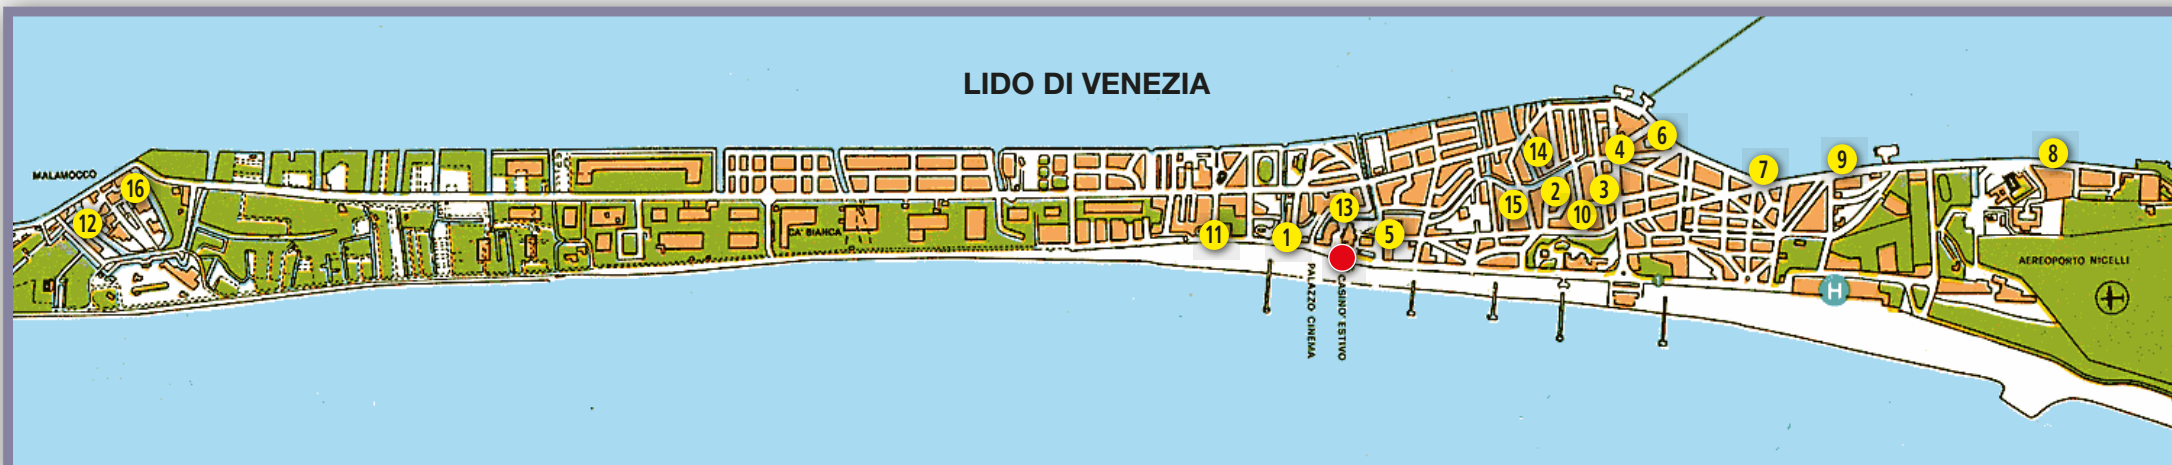 LIDO DI VENEZIA
MALAMOCCO
16
12
CA' BIANCA
11
1
13
5
14
15
2
10
3
4
6
7
9
8
PALAZZO CINEMA
CASINO' ESTIVO
H
AEREOPORTO NICELLI